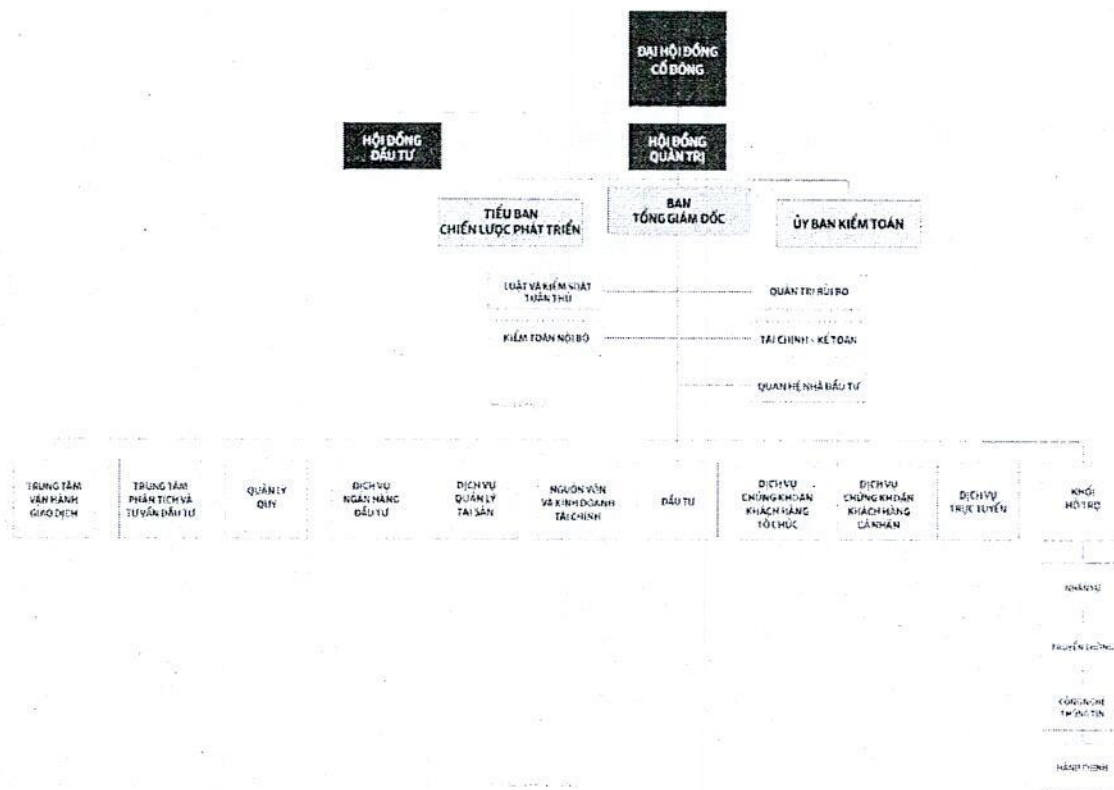 ĐẠI HỘI ĐỒNG
CỔ ĐÔNG
HỘI ĐỒNG
ĐẦU TƯ
HỘI ĐỒNG
QUẢN TRỊ
TIỂU BAN
CHIẾN LƯỢC PHÁT TRIỂN
BAN
TỔNG GIÁM ĐỐC
ỦY BAN KIỂM TOÁN
LUẬT VÀ KIỂM SOÁT
TUÂN THỦ
QUẢN TRỊ RỦI RO
KIỂM TOÁN NỘI BỘ
TÀI CHÍNH - KẾ TOÁN
QUAN HỆ NHÀ ĐẦU TƯ
TRUNG TÂM
VẬN HÀNH
GIAO DỊCH
TRUNG TÂM
PHÂN TÍCH VÀ
TƯ VẤN ĐẦU TƯ
QUẢN LÝ
QUỸ
DỊCH VỤ
NGÂN HÀNG
ĐẦU TƯ
DỊCH VỤ
QUẢN LÝ
TÀI SẢN
NGUỒN VỐN
VÀ KINH DOANH
TÀI CHÍNH
ĐẦU TƯ
DỊCH VỤ
CHỨNG KHOÁN
KHÁCH HÀNG
TỔ CHỨC
DỊCH VỤ
CHỨNG KHOÁN
KHÁCH HÀNG
CÁ NHÂN
DỊCH VỤ
TRỰC TUYẾN
KHỐI
HỖ TRỢ
NHÂN SỰ
TRUYỀN THÔNG
CÔNG NGHỆ
THÔNG TIN
HÀNH CHÍNH